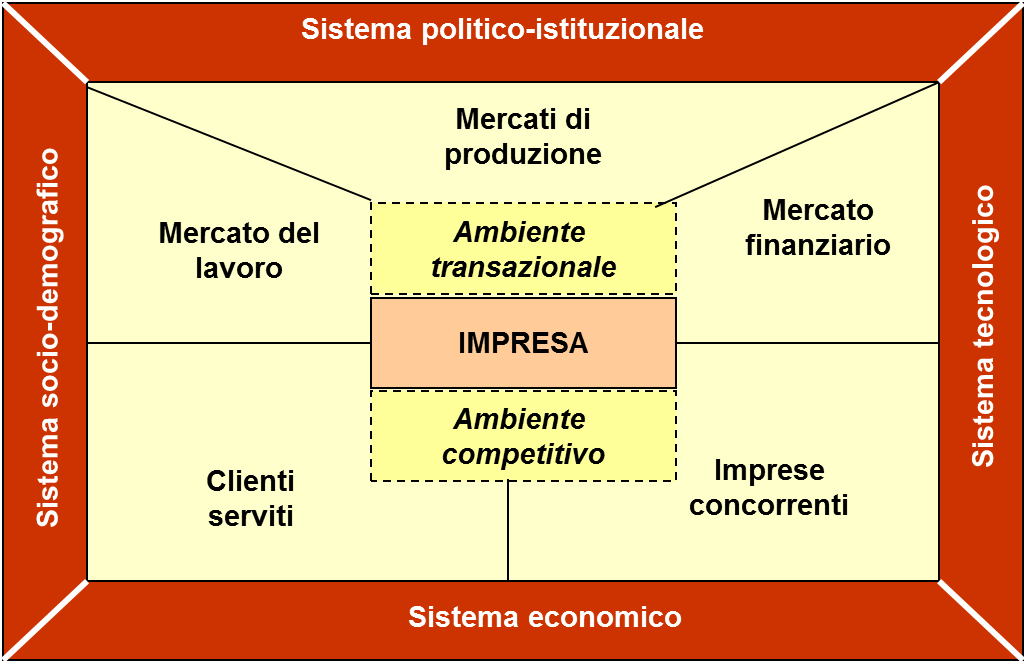 Sistema politico-istituzionale
Mercati di
produzione
Sistema socio-demografico
Mercato del
lavoro
Ambiente
transazionale
Mercato
finanziario
Sistema tecnologico
IMPRESA
Ambiente
competitivo
Clienti
serviti
Imprese
concorrenti
Sistema economico